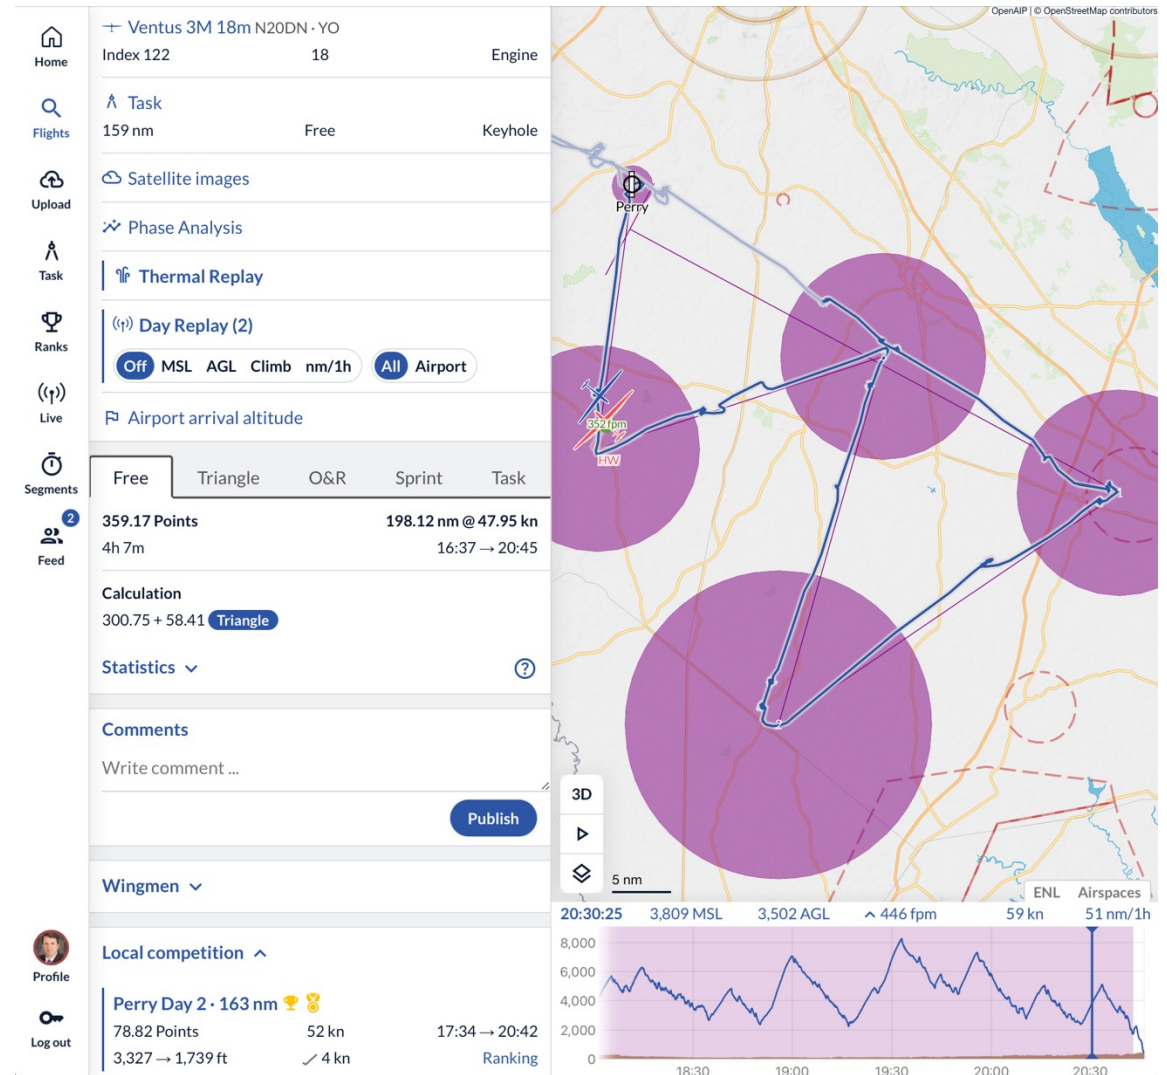 Home
Flights
Upload
Task
Ranks
Live
Segments
2
Feed
Profile
Log out
Ventus 3M 18m N20DN · YO
Index 122 18 Engine
Task
159 nm Free Keyhole
Satellite images
Phase Analysis
Thermal Replay
Day Replay (2)
Off MSL AGL Climb nm/1h All Airport
Airport arrival altitude
Free Triangle O&R Sprint Task
359.17 Points 198.12 nm @ 47.95 kn
4h 7m 16:37 → 20:45
Calculation
300.75 + 58.41 Triangle
Statistics
Comments
Write comment ...
Publish
Wingmen
Local competition
Perry Day 2 · 163 nm
78.82 Points 52 kn 17:34 → 20:42
3,327 → 1,739 ft 4 kn Ranking
OpenAIP | © OpenStreetMap contributors
Perry
352 fpm
HW
3D
5 nm
ENL Airspaces
20:30:25 3,809 MSL 3,502 AGL 446 fpm 59 kn 51 nm/1h
8,000
6,000
4,000
2,000
0
18:30 19:00 19:30 20:00 20:30